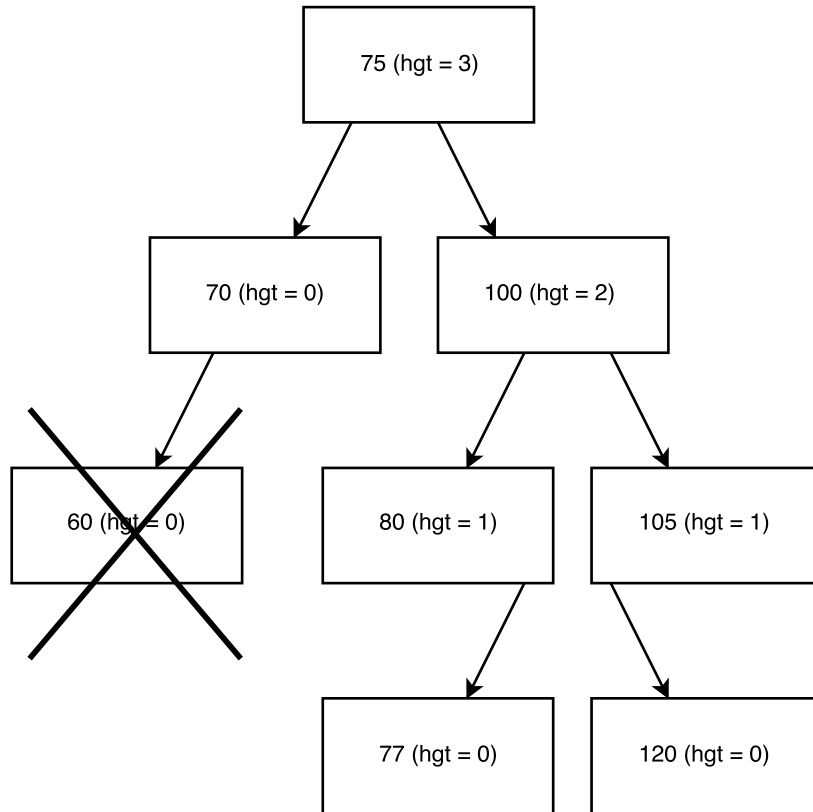 75 (hgt = 3)
70 (hgt = 0)
100 (hgt = 2)
60 (hgt = 0)
80 (hgt = 1)
105 (hgt = 1)
77 (hgt = 0)
120 (hgt = 0)